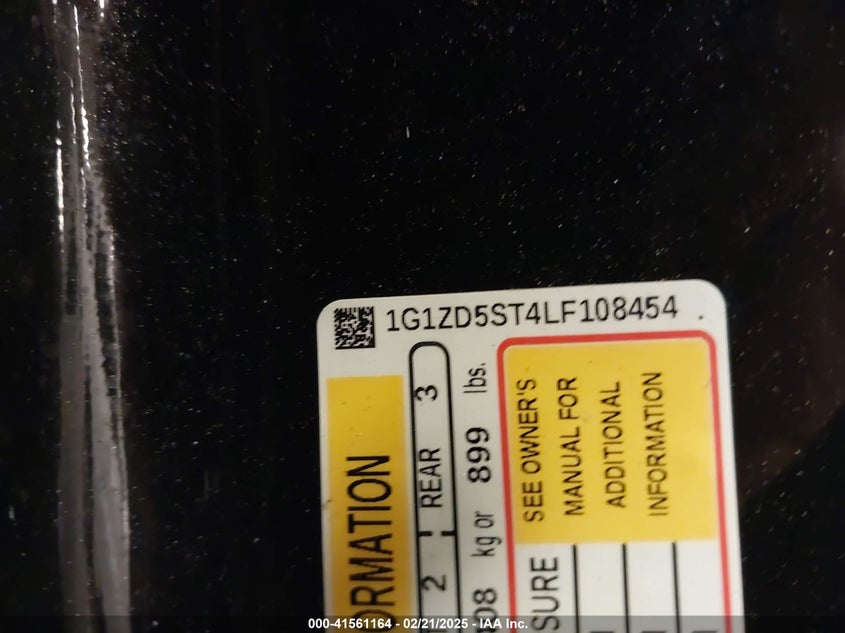 1G1ZD5ST4LF108454 .
ORMATION
2 REAR 3
08 kg or 899 lbs.
SURE
SEE OWNER'S
MANUAL FOR
ADDITIONAL
INFORMATION
000-41561164 - 02/21/2025 - IAA Inc.